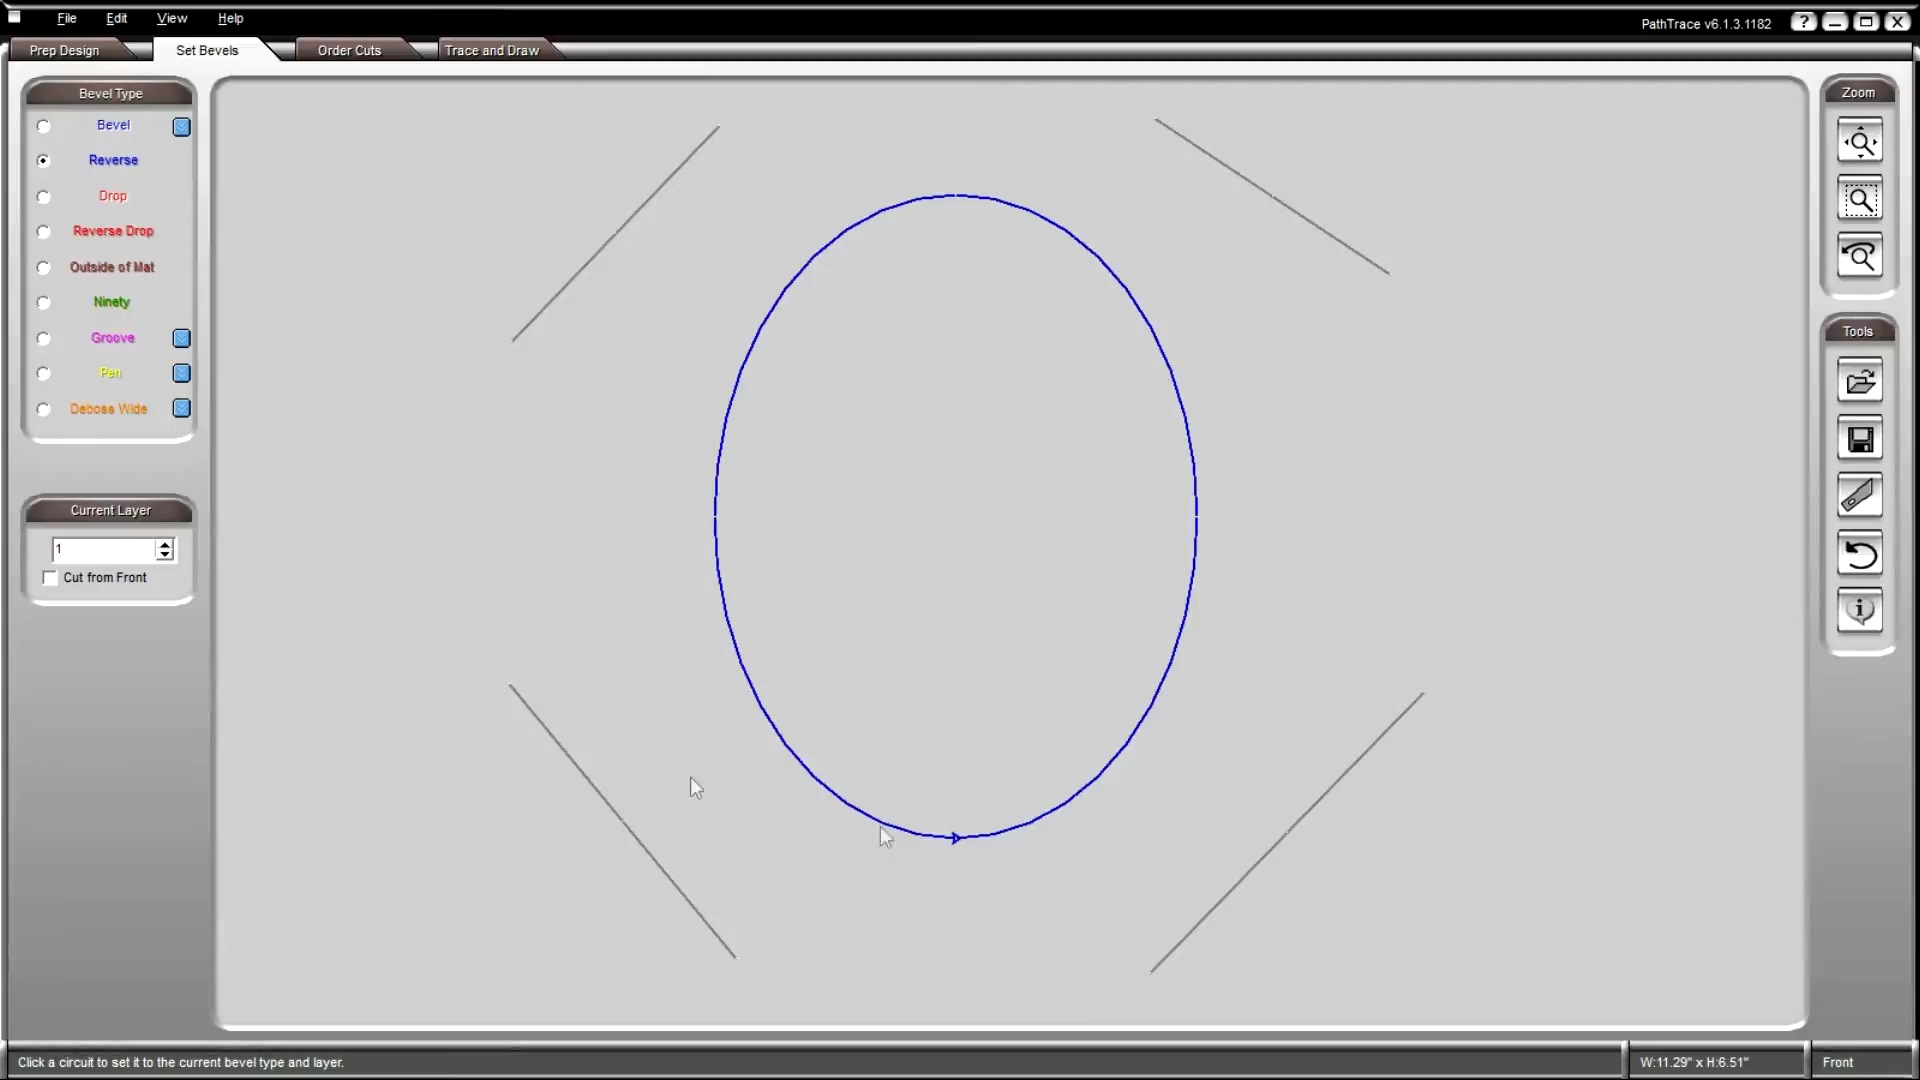 File Edit View Help
PathTrace v6.1.3.1182
?
Prep Design Set Bevels Order Cuts Trace and Draw
Bevel Type
Bevel
Reverse
Drop
Reverse Drop
Outside of Mat
Ninety
Groove
Pen
Deboss Wide
Current Layer
1
Cut from Front
Zoom
Tools
Click a circuit to set it to the current bevel type and layer.
W:11.29" x H:6.51"
Front